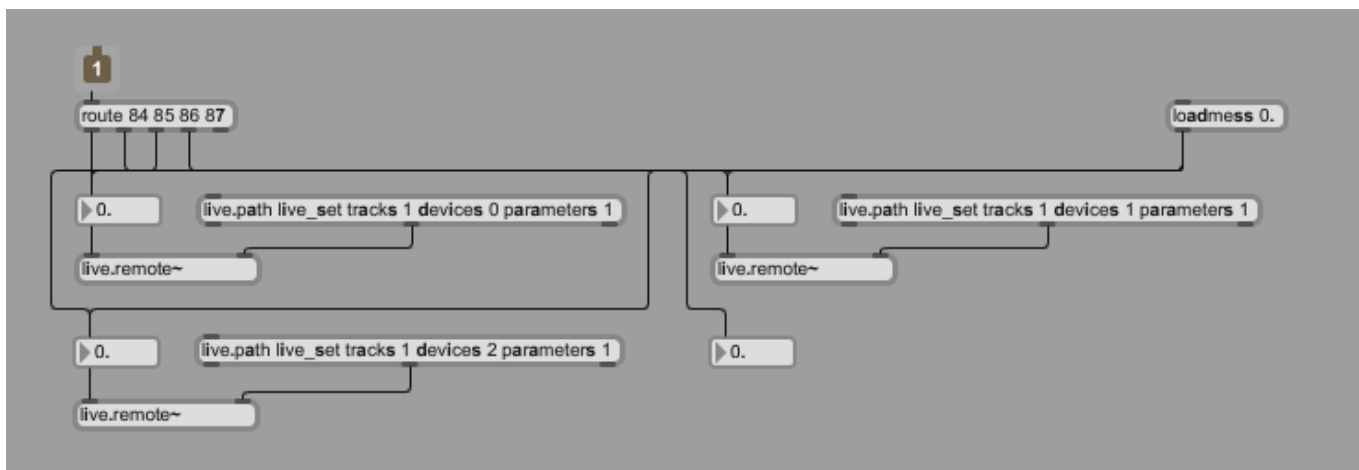 1
route 84 85 86 87
loadmess 0.
0.
live.path live_set tracks 1 devices 0 parameters 1
0.
live.path live_set tracks 1 devices 1 parameters 1
live.remote~
live.remote~
0.
live.path live_set tracks 1 devices 2 parameters 1
0.
live.remote~